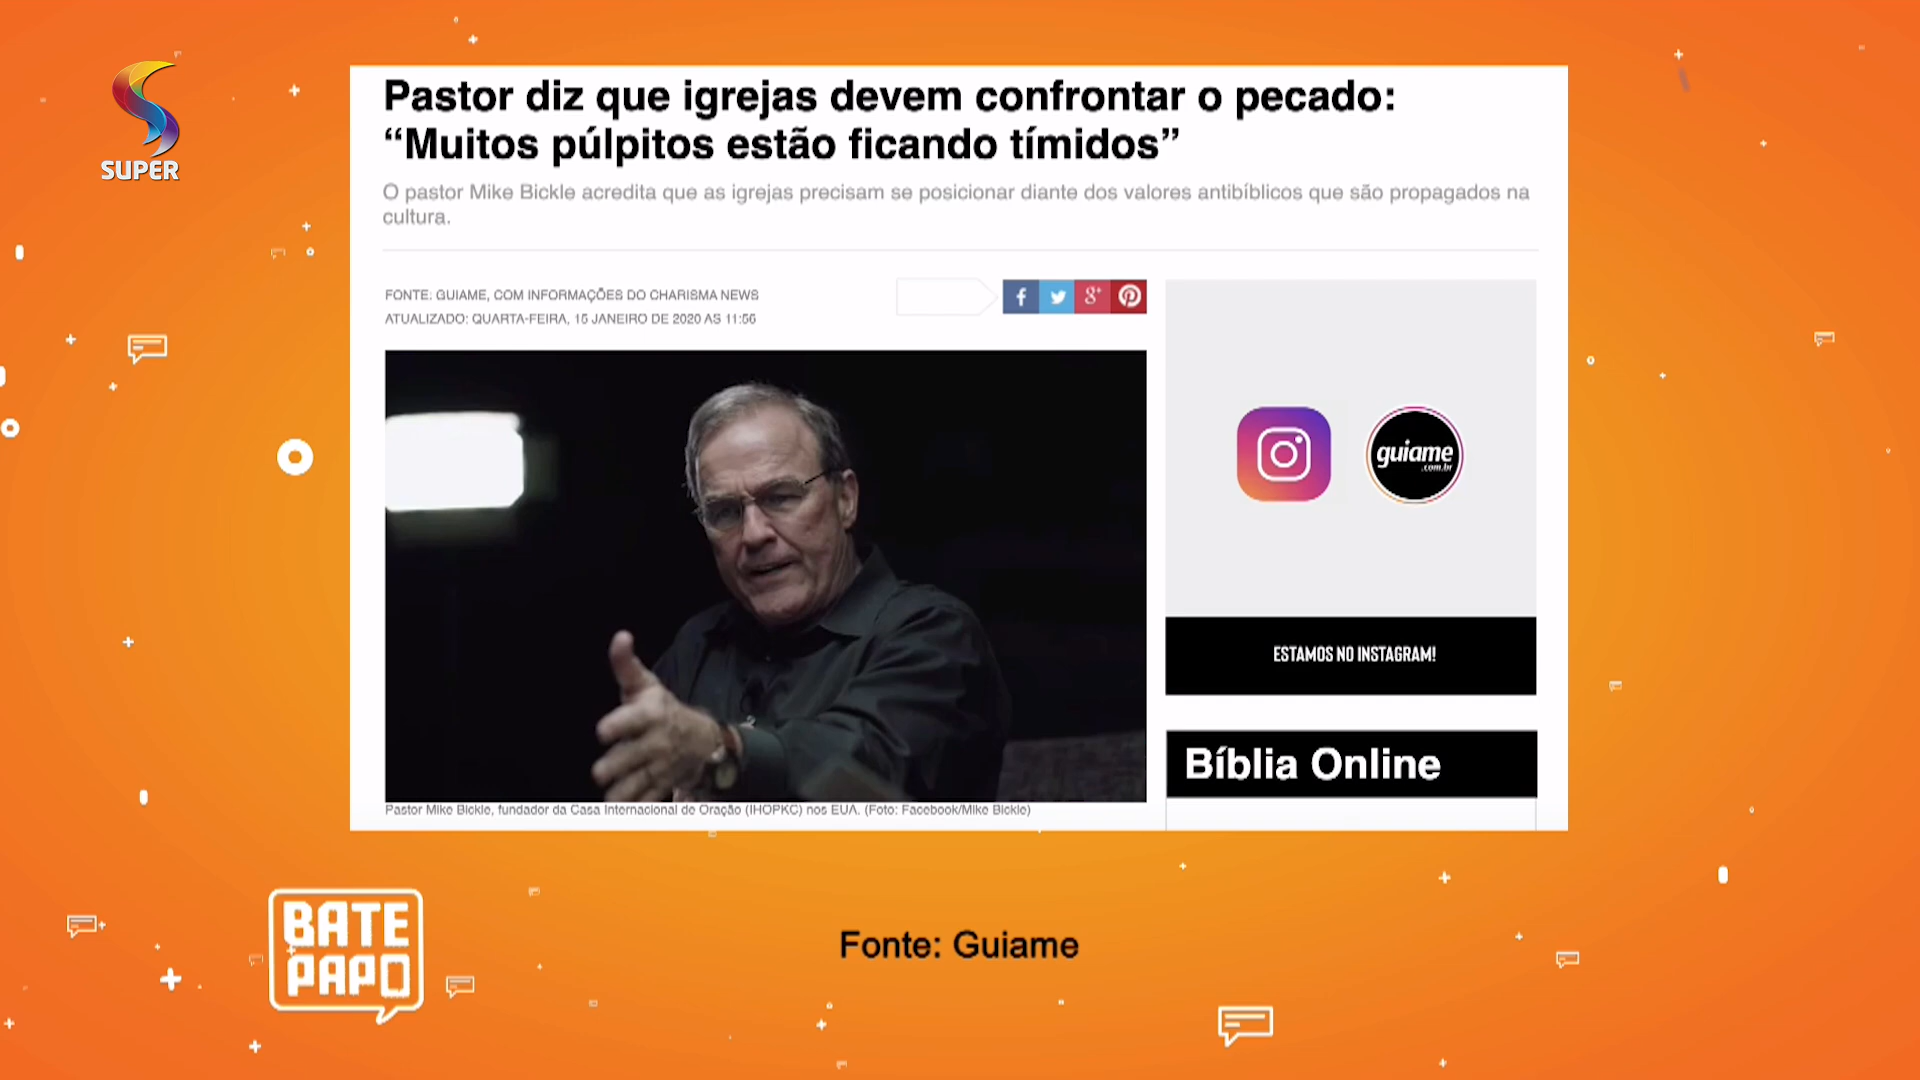 SUPER
Pastor diz que igrejas devem confrontar o pecado:
“Muitos púlpitos estão ficando tímidos”
O pastor Mike Bickle acredita que as igrejas precisam se posicionar diante dos valores antibíblicos que são propagados na
cultura.
FONTE: GUIAME, COM INFORMAÇÕES DO CHARISMA NEWS
ATUALIZADO: QUARTA-FEIRA, 15 JANEIRO DE 2020 AS 11:56
guiame
.com.br
ESTAMOS NO INSTAGRAM!
Bíblia Online
Pastor Mike Bickle, fundador da Casa Internacional de Oração (IHOPKC) nos EUA. (Foto: Facebook/Mike Bickle)
BATE
PAPO
Fonte: Guiame